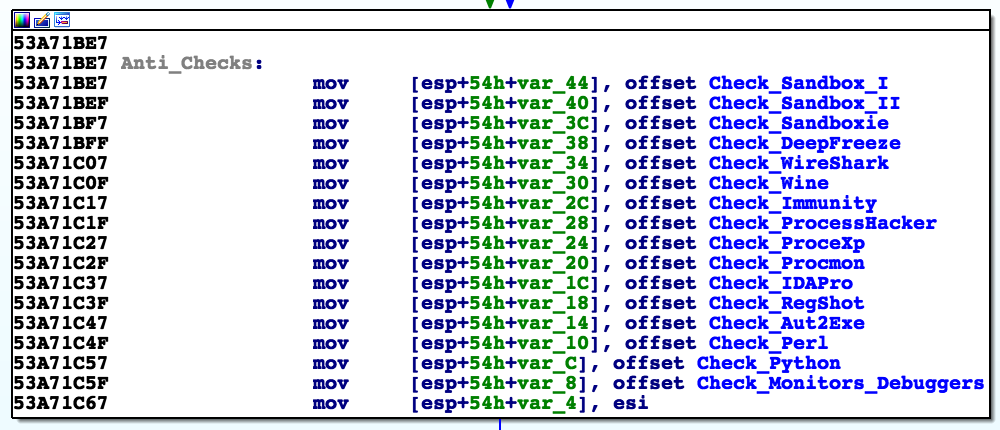 53A71BE7
53A71BE7 Anti_Checks:
53A71BE7 mov [esp+54h+var_44], offset Check_Sandbox_I
53A71BEF mov [esp+54h+var_40], offset Check_Sandbox_II
53A71BF7 mov [esp+54h+var_3C], offset Check_Sandboxie
53A71BFF mov [esp+54h+var_38], offset Check_DeepFreeze
53A71C07 mov [esp+54h+var_34], offset Check_WireShark
53A71C0F mov [esp+54h+var_30], offset Check_Wine
53A71C17 mov [esp+54h+var_2C], offset Check_Immunity
53A71C1F mov [esp+54h+var_28], offset Check_ProcessHacker
53A71C27 mov [esp+54h+var_24], offset Check_ProceXp
53A71C2F mov [esp+54h+var_20], offset Check_Procmon
53A71C37 mov [esp+54h+var_1C], offset Check_IDAPro
53A71C3F mov [esp+54h+var_18], offset Check_RegShot
53A71C47 mov [esp+54h+var_14], offset Check_Aut2Exe
53A71C4F mov [esp+54h+var_10], offset Check_Perl
53A71C57 mov [esp+54h+var_C], offset Check_Python
53A71C5F mov [esp+54h+var_8], offset Check_Monitors_Debuggers
53A71C67 mov [esp+54h+var_4], esi